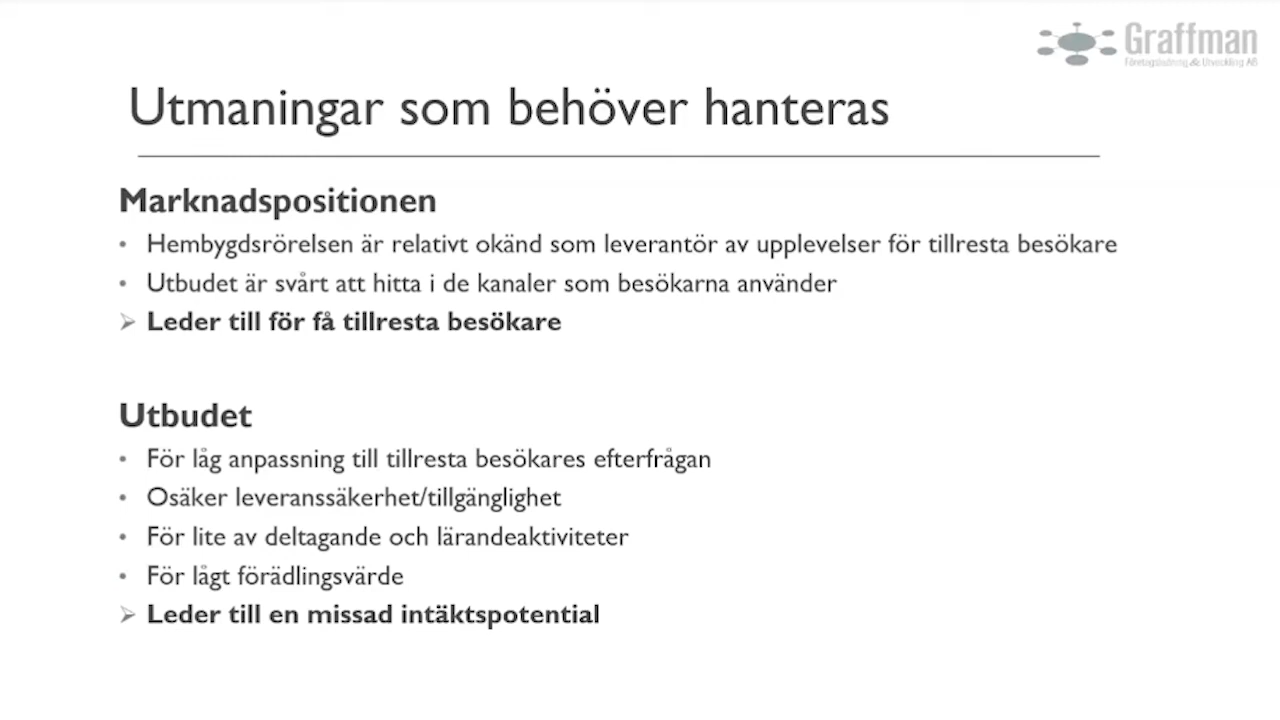 Graffman
Företagsledning & Utveckling AB
Utmaningar som behöver hanteras
Marknadspositionen
• Hembygdsrörelsen är relativt okänd som leverantör av upplevelser för tillresta besökare
• Utbudet är svårt att hitta i de kanaler som besökarna använder
➢ Leder till för få tillresta besökare
Utbudet
• För låg anpassning till tillresta besökares efterfrågan
• Osäker leveranssäkerhet/tillgänglighet
• För lite av deltagande och lärandeaktiviteter
• För lågt förädlingsvärde
➢ Leder till en missad intäktspotential